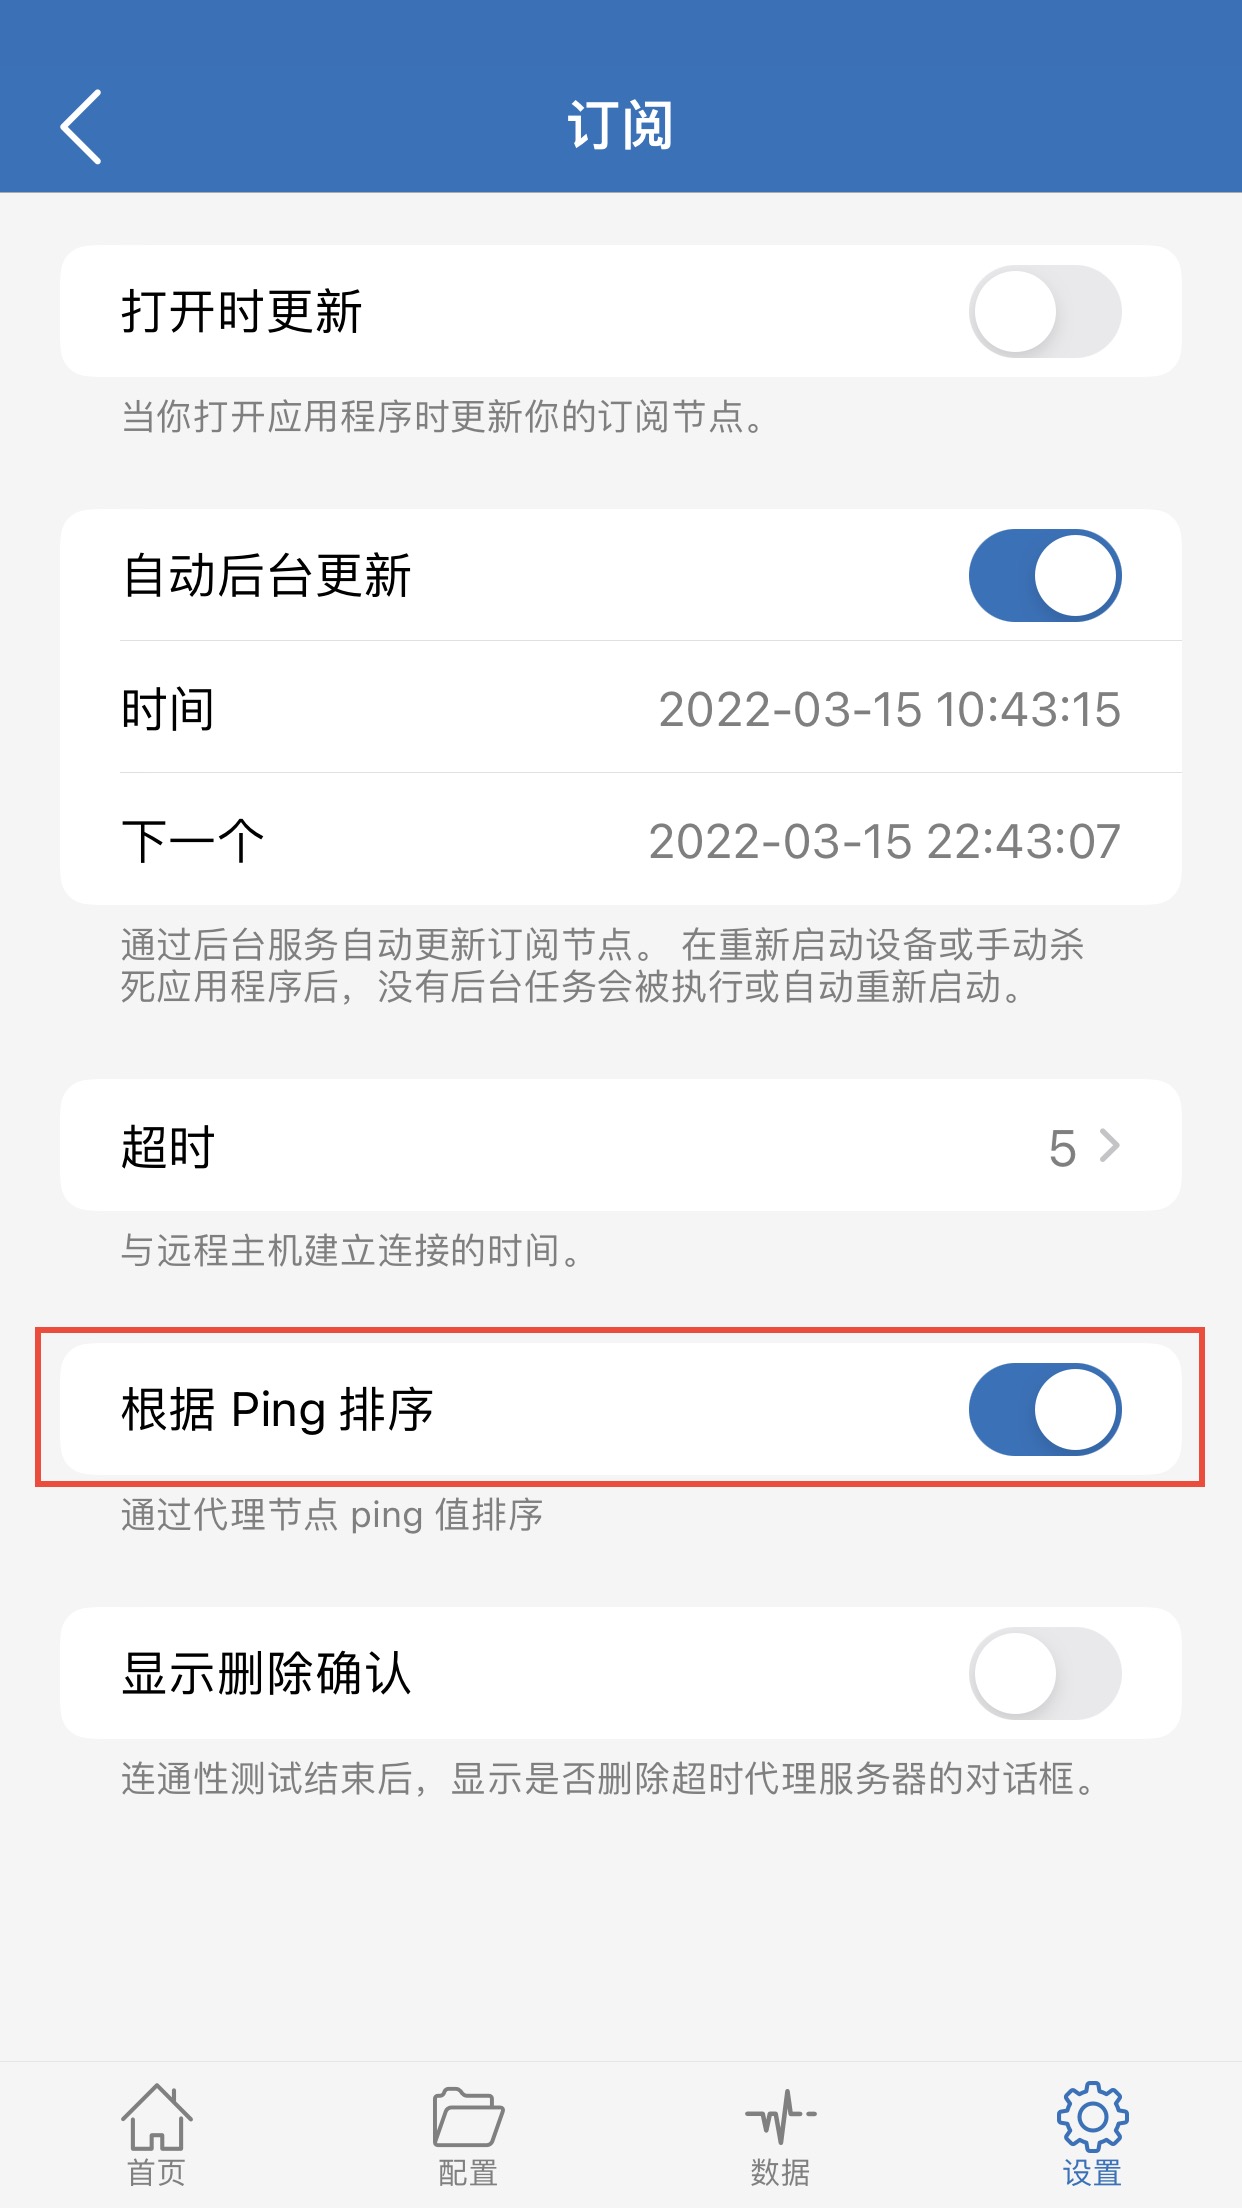 订阅
打开时更新
当你打开应用程序时更新你的订阅节点。
自动后台更新
时间 2022-03-15 10:43:15
下一个 2022-03-15 22:43:07
通过后台服务自动更新订阅节点。 在重新启动设备或手动杀
死应用程序后，没有后台任务会被执行或自动重新启动。
超时 5
与远程主机建立连接的时间。
根据 Ping 排序
通过代理节点 ping 值排序
显示删除确认
连通性测试结束后，显示是否删除超时代理服务器的对话框。
首页 配置 数据 设置